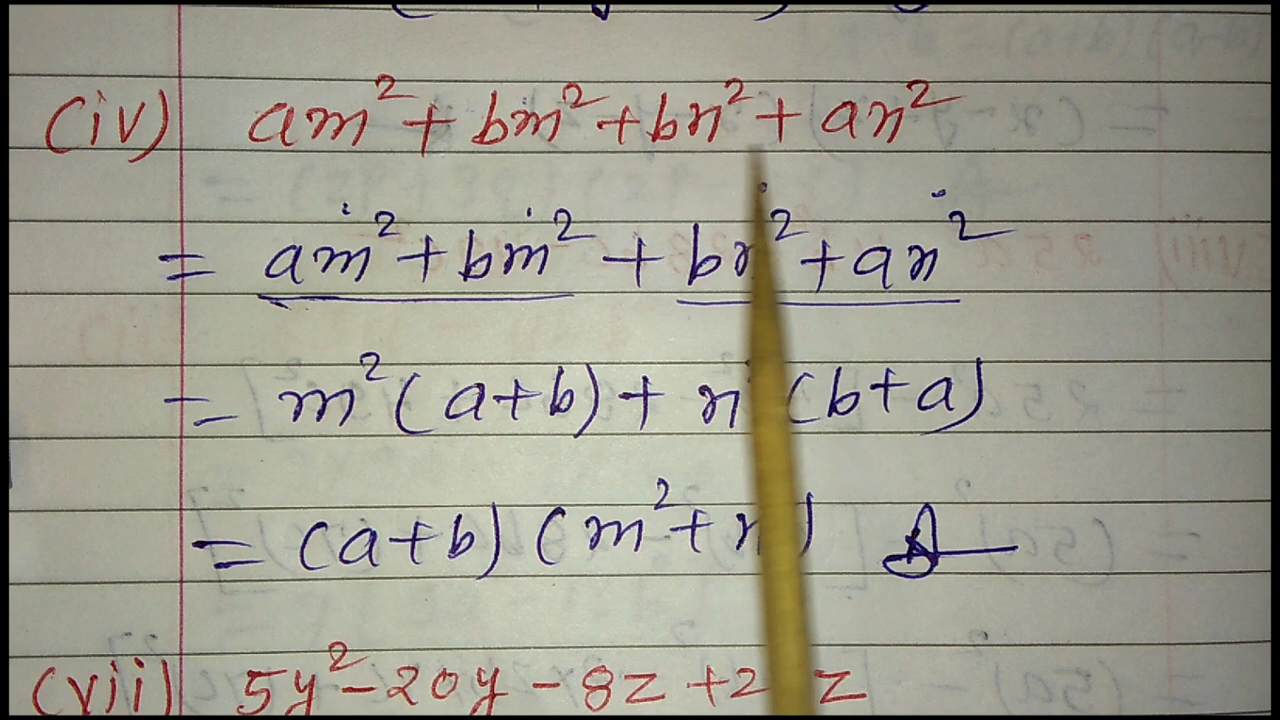 (iv) am² + bm² + bn² + an²
= am² + bm² + bn² + an²
= m²(a+b) + n (b+a)
= (a+b) (m² + n )
(vii) 5y² - 20y - 8z + 2 z